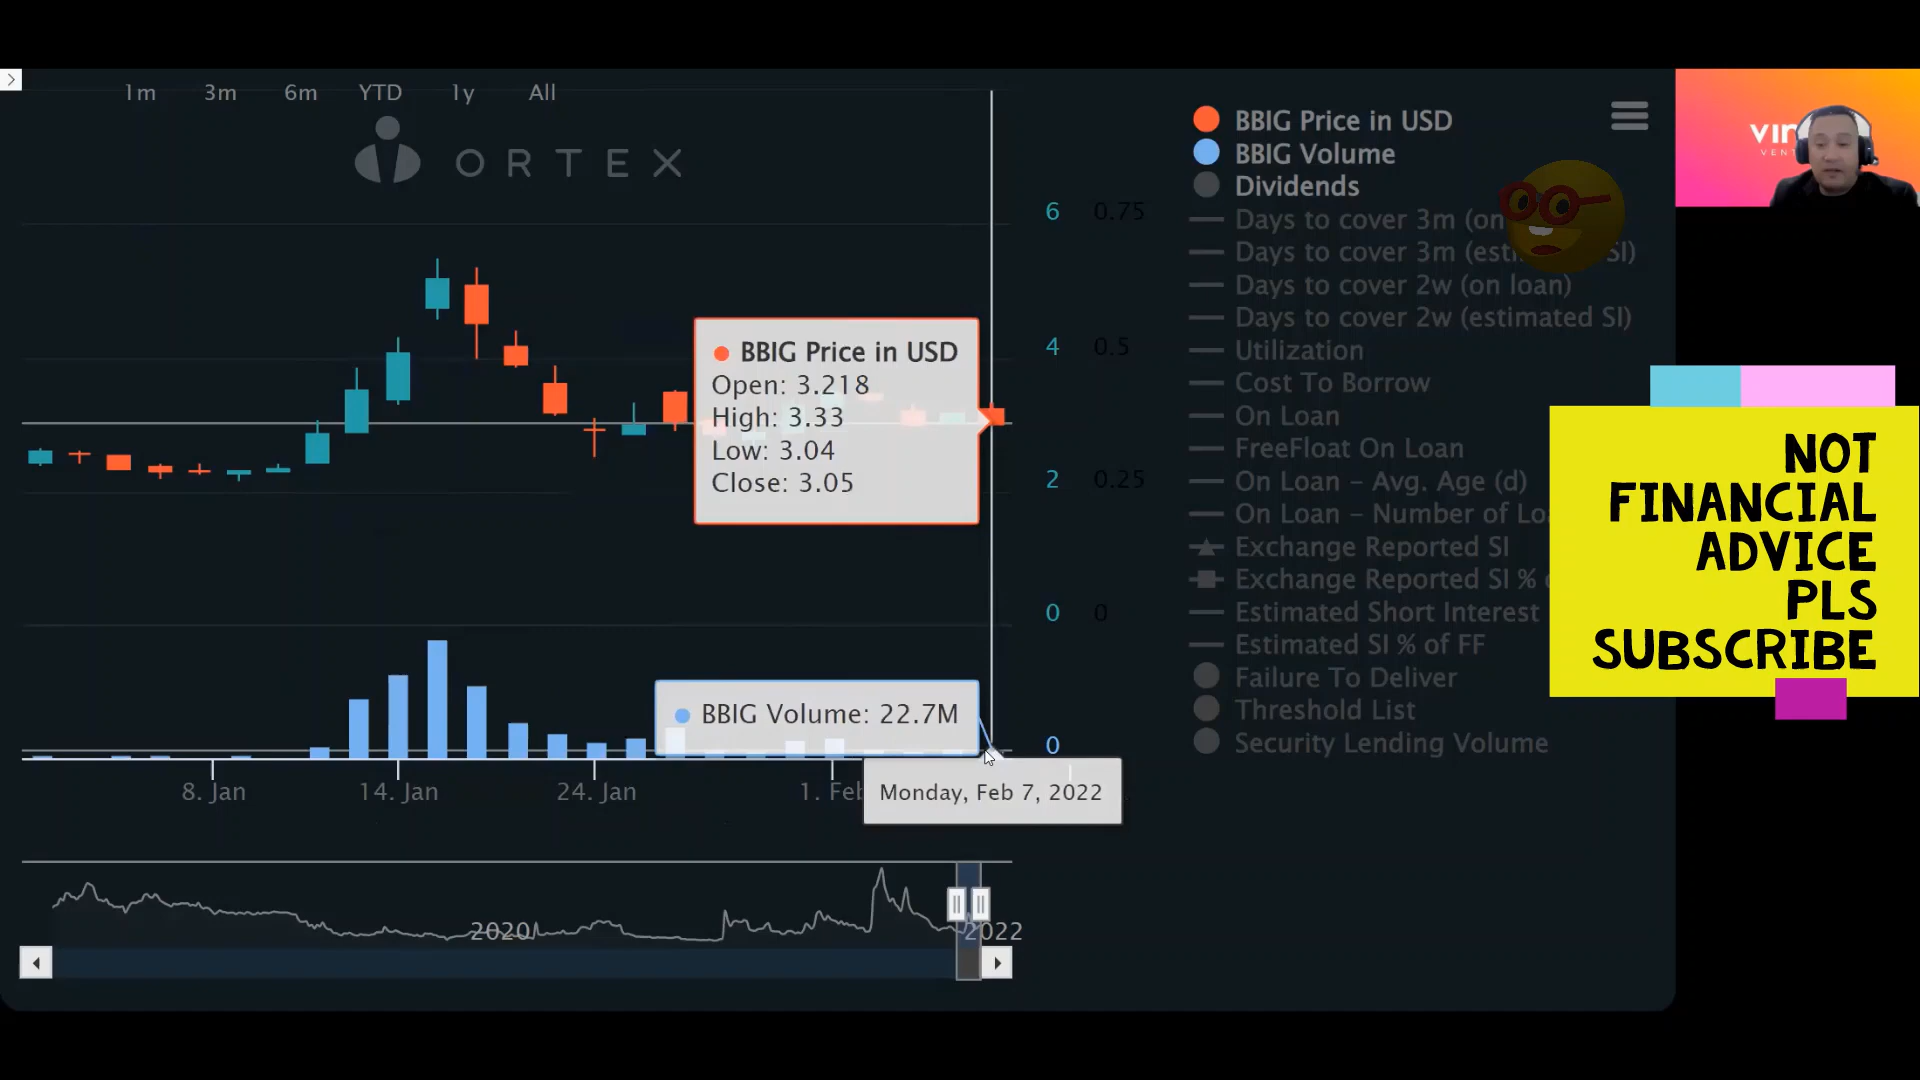 1m 3m 6m YTD 1y All
ORTEX
BBIG Price in USD
BBIG Volume
Dividends
Days to cover 3m (on
Days to cover 3m (esti SI)
Days to cover 2w (on loan)
Days to cover 2w (estimated SI)
Utilization
Cost To Borrow
On Loan
FreeFloat On Loan
On Loan – Avg. Age (d)
On Loan – Number of Loa
Exchange Reported SI
Exchange Reported SI %
Estimated Short Interest
Estimated SI % of FF
Failure To Deliver
Threshold List
Security Lending Volume
6 0.75
4 0.5
2 0.25
0 0
0
BBIG Price in USD
Open: 3.218
High: 3.33
Low: 3.04
Close: 3.05
BBIG Volume: 22.7M
8. Jan 14. Jan 24. Jan 1. Feb
Monday, Feb 7, 2022
2020 2022
NOT
FINANCIAL
ADVICE
PLS
SUBSCRIBE